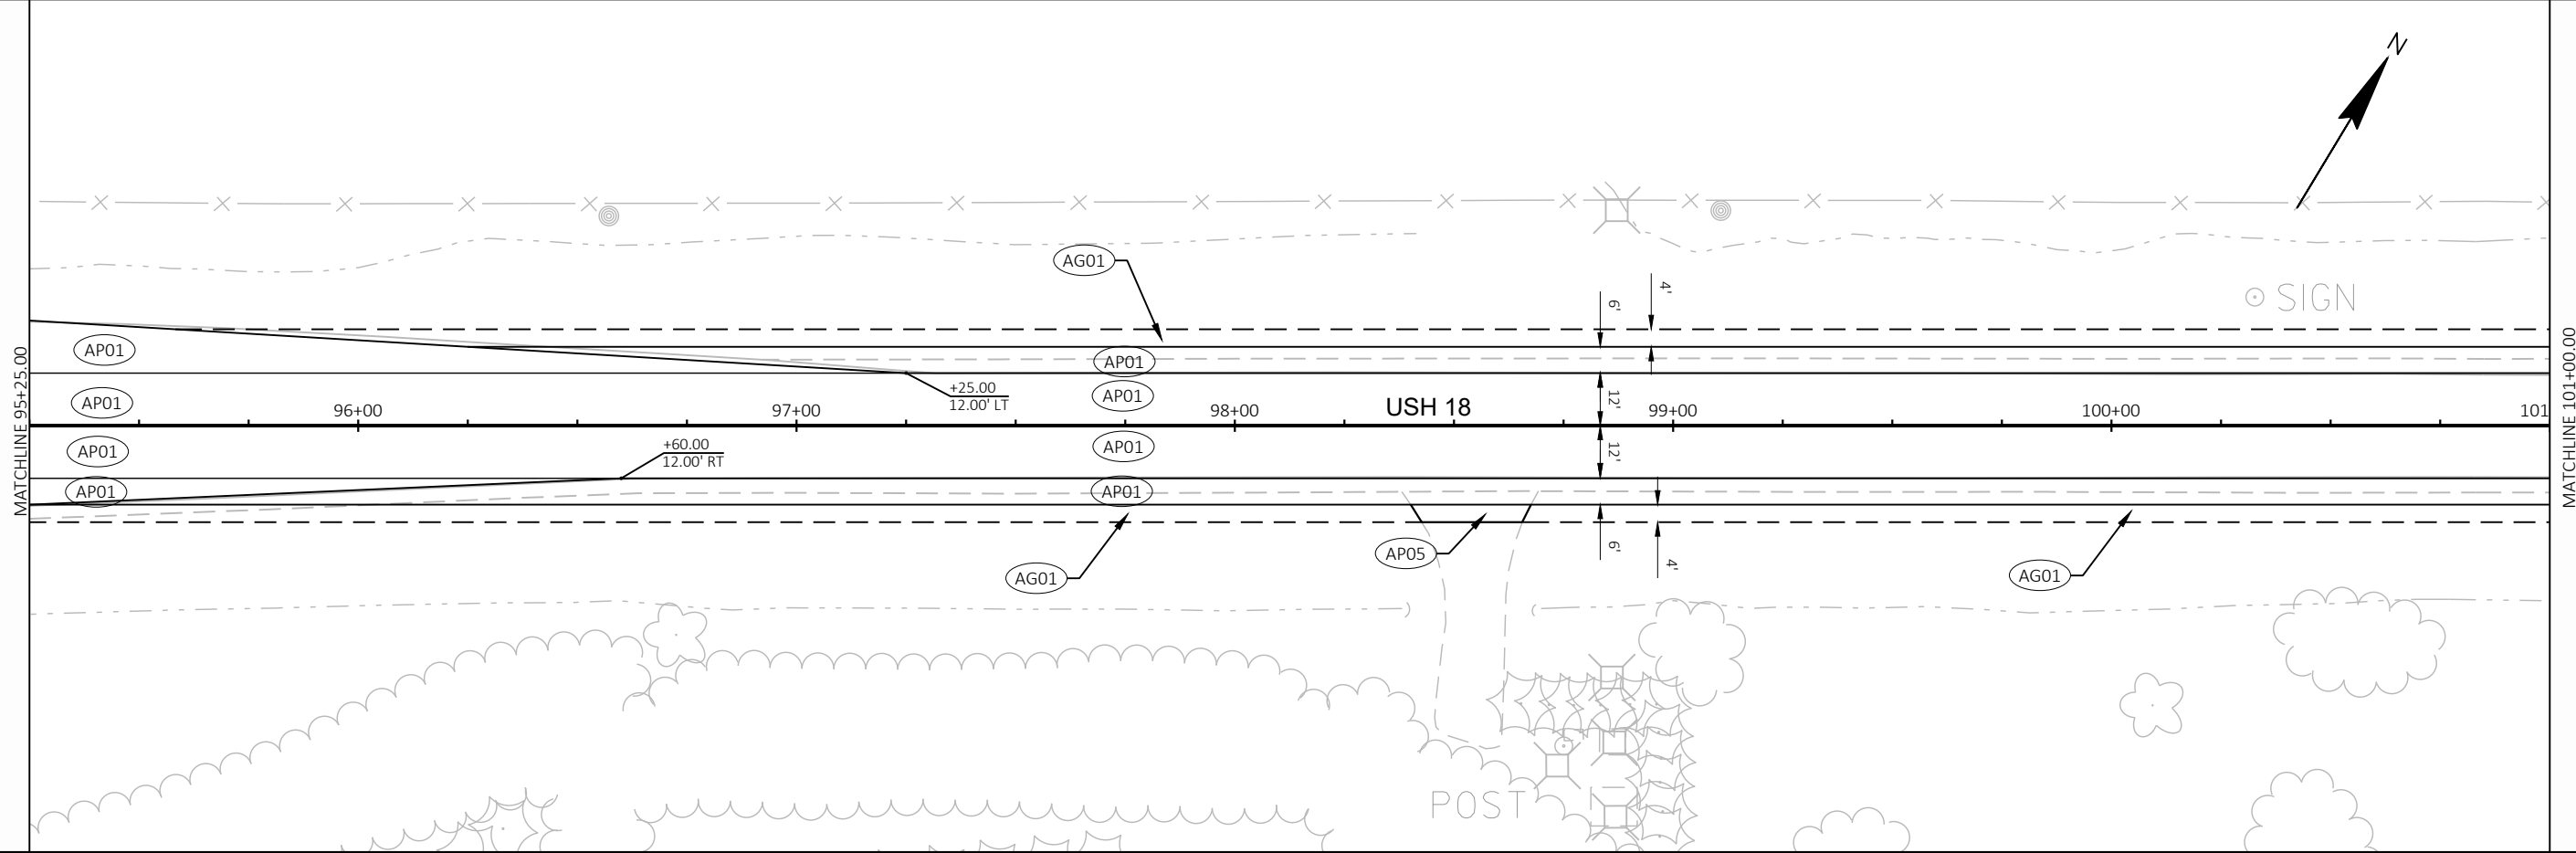 N
AG01
6'
4'
SIGN
AP01
AP01
AP01
+25.00
12.00' LT
AP01
AP01
12'
MATCHLINE 95+25.00
MATCHLINE 101+00.00
96+00
97+00
98+00
USH 18
99+00
100+00
101
AP01
+60.00
12.00' RT
AP01
12'
AP01
AP01
AG01
AP05
6'
4'
AG01
POST